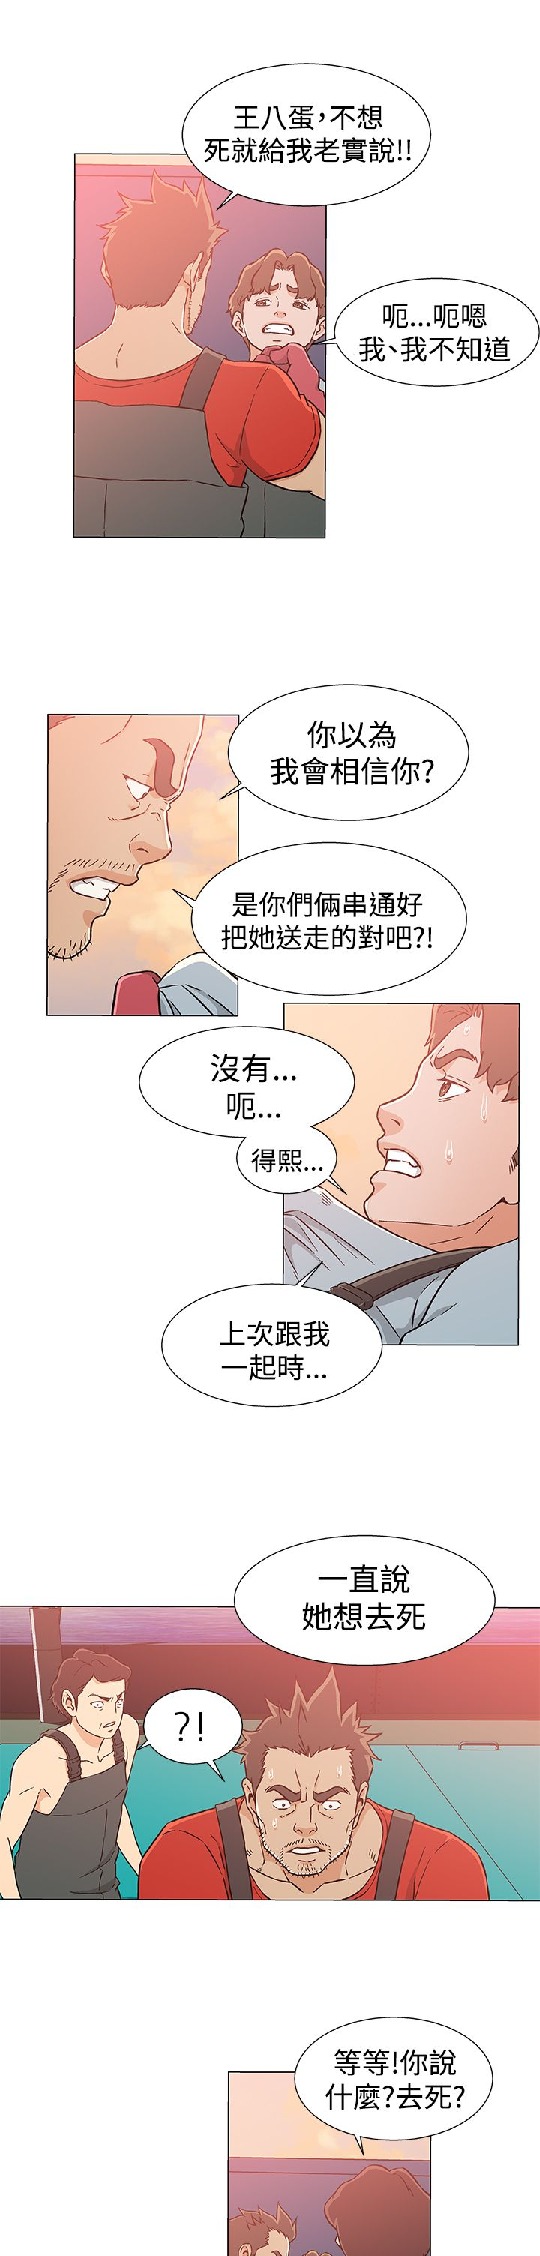 王八蛋，不想
死就給我老實說!!
呃...呃嗯
我、我不知道
你以為
我會相信你?
是你們倆串通好
把她送走的對吧?!
沒有...
呃...
得熙...
上次跟我
一起時...
一直說
她想去死
?!
等等!你說
什麼?去死?